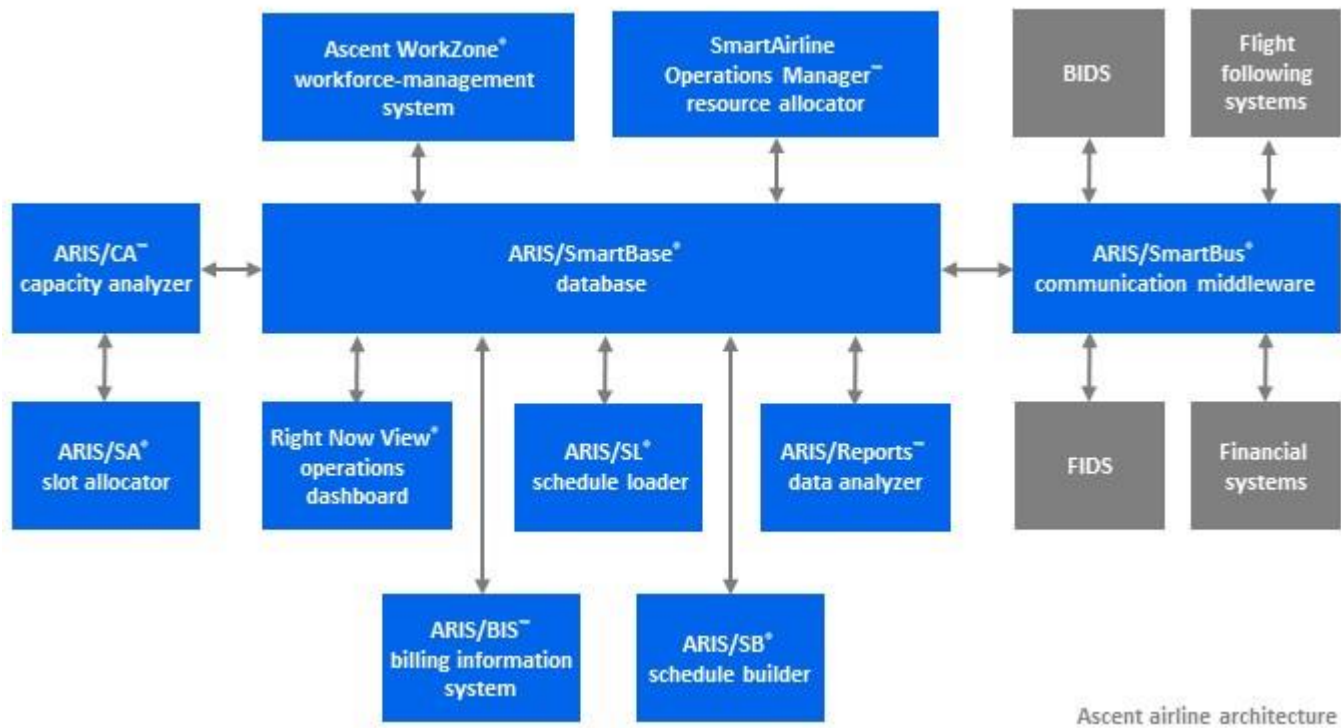 Ascent WorkZone®
workforce-management
system
SmartAirline
Operations Manager™
resource allocator
BIDS
Flight
following
systems
ARIS/CA™
capacity analyzer
ARIS/SmartBase®
database
ARIS/SmartBus®
communication middleware
ARIS/SA®
slot allocator
Right Now View®
operations
dashboard
ARIS/SL®
schedule loader
ARIS/Reports™
data analyzer
FIDS
Financial
systems
ARIS/BIS™
billing information
system
ARIS/SB®
schedule builder
Ascent airline architecture